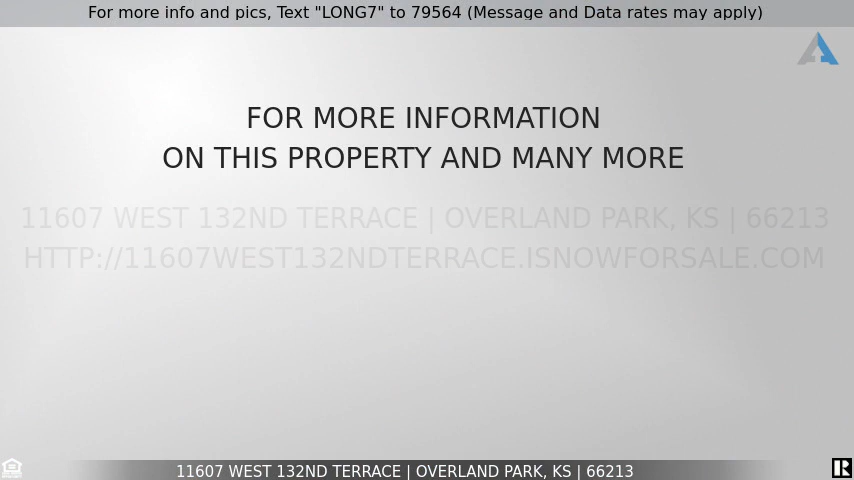 For more info and pics, Text "LONG7" to 79564 (Message and Data rates may apply)
FOR MORE INFORMATION
ON THIS PROPERTY AND MANY MORE
11607 WEST 132ND TERRACE | OVERLAND PARK, KS | 66213
HTTP://11607WEST132NDTERRACE.ISNOWFORSALE.COM
11607 WEST 132ND TERRACE | OVERLAND PARK, KS | 66213